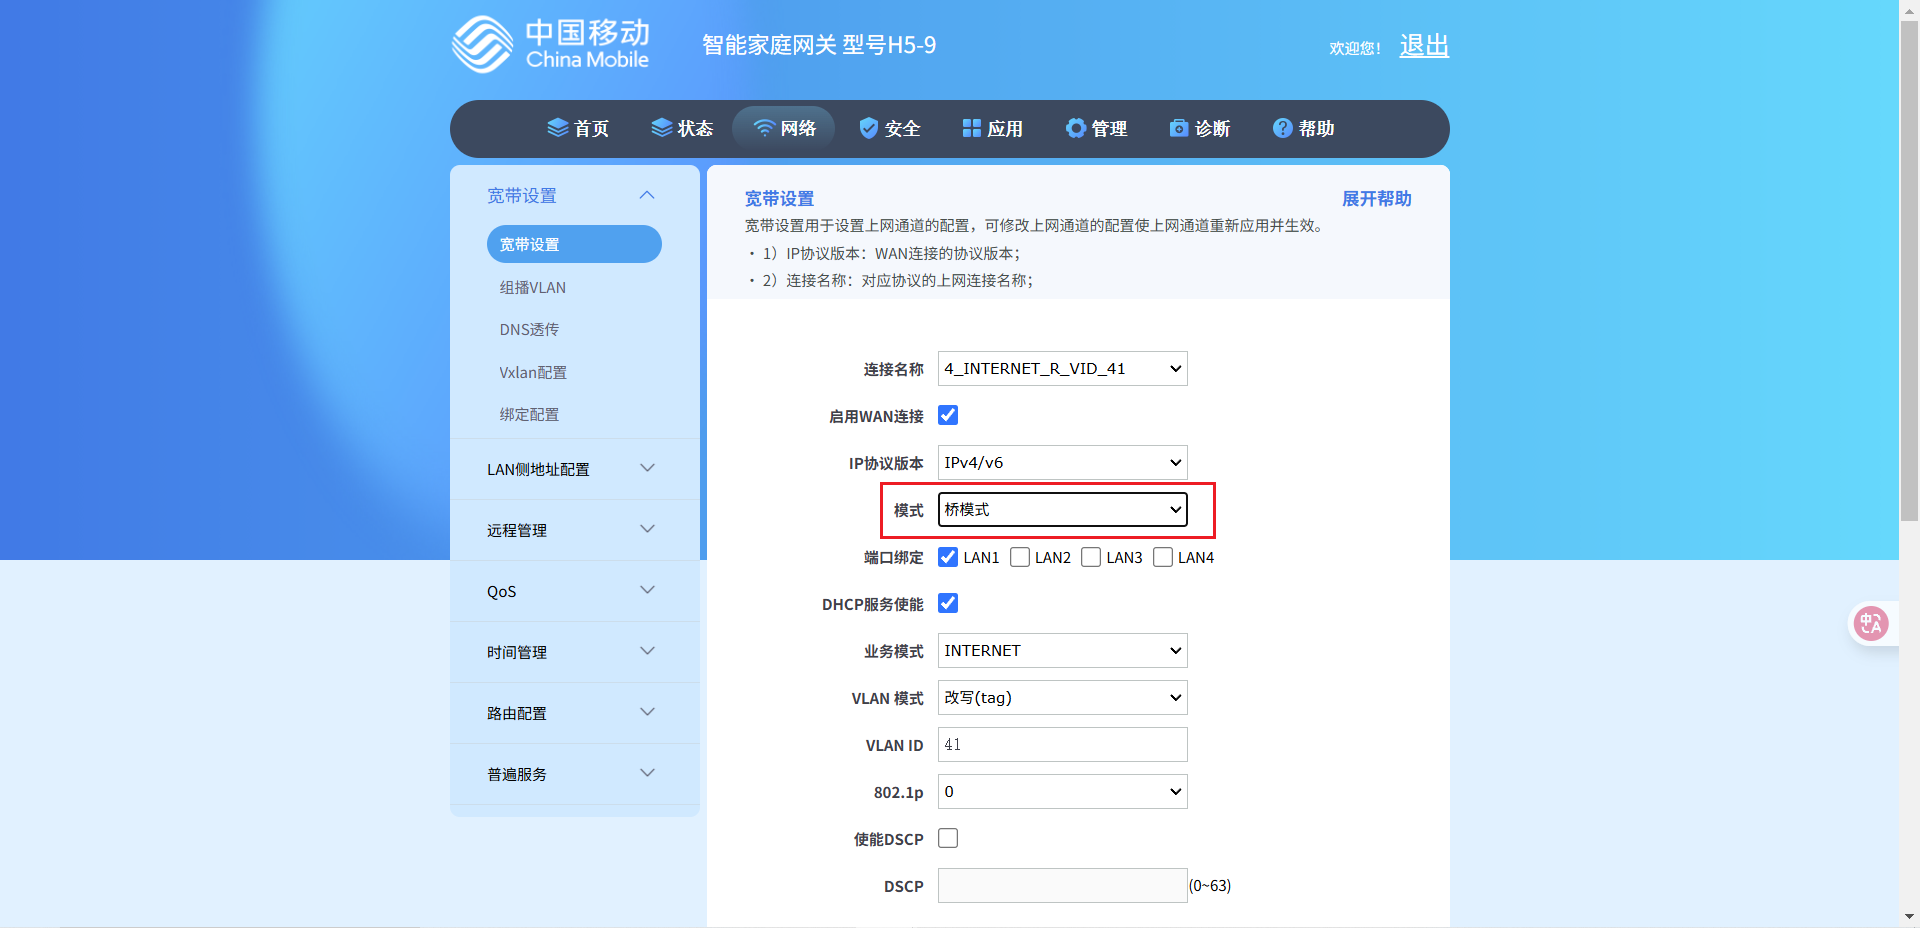 中国移动
China Mobile
智能家庭网关 型号H5-9
欢迎您！ 退出
首页 状态 网络 安全 应用 管理 诊断 帮助
宽带设置
宽带设置
组播VLAN
DNS透传
Vxlan配置
绑定配置
LAN侧地址配置
远程管理
QoS
时间管理
路由配置
普遍服务
宽带设置 展开帮助
宽带设置用于设置上网通道的配置，可修改上网通道的配置使上网通道重新应用并生效。
• 1）IP协议版本：WAN连接的协议版本；
• 2）连接名称：对应协议的上网连接名称；
连接名称 4_INTERNET_R_VID_41
启用WAN连接
IP协议版本 IPv4/v6
模式 桥模式
端口绑定 LAN1 LAN2 LAN3 LAN4
DHCP服务使能
业务模式 INTERNET
VLAN 模式 改写(tag)
VLAN ID 41
802.1p 0
使能DSCP
DSCP (0~63)
中A